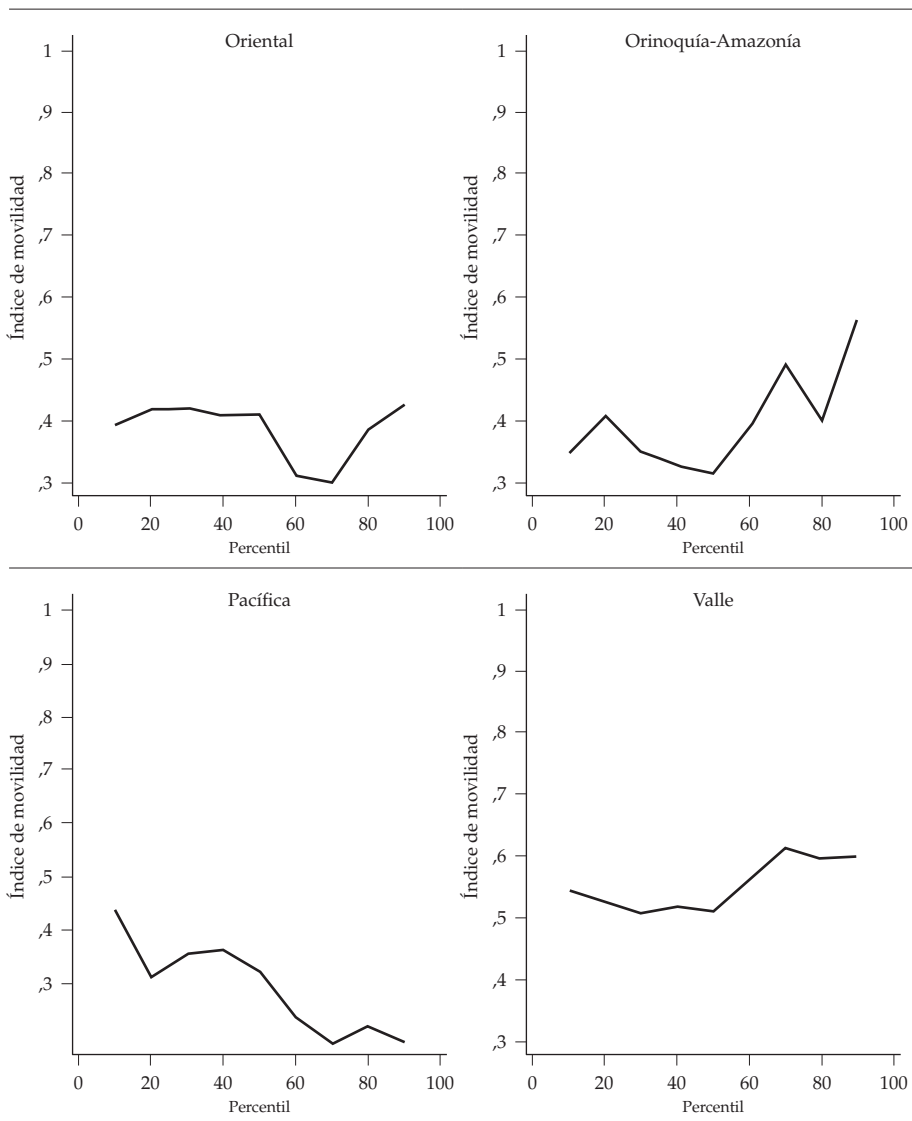 Oriental
Índice de movilidad
1
,9
,8
,7
,6
,5
,4
,3
0 20 40 60 80 100
Percentil
Orinoquía-Amazonía
Índice de movilidad
1
,9
,8
,7
,6
,5
,4
,3
0 20 40 60 80 100
Percentil
Pacífica
Índice de movilidad
1
,9
,8
,7
,6
,5
,4
,3
0 20 40 60 80 100
Percentil
Valle
Índice de movilidad
1
,9
,8
,7
,6
,5
,4
,3
0 20 40 60 80 100
Percentil